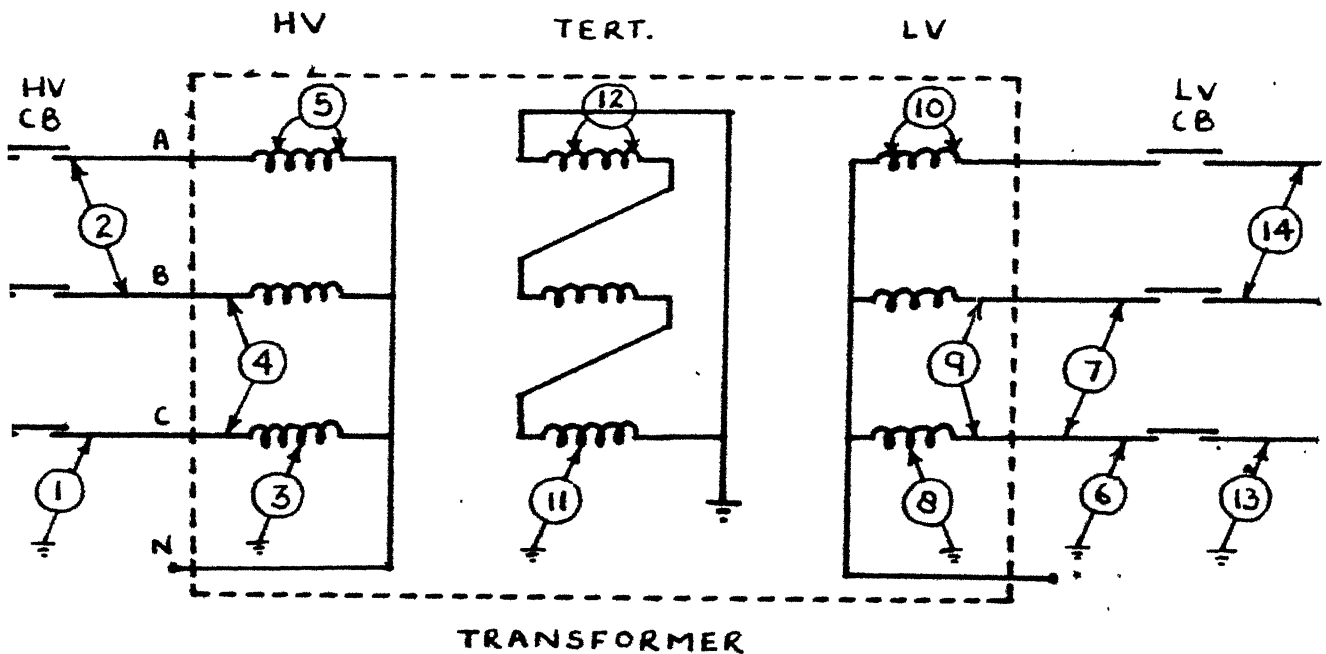 HV TERT. LV
HV
CB
LV
CB
5 12 10
A
2 14
B
4 9 7
C
1 3 11 8 6 13
N
TRANSFORMER